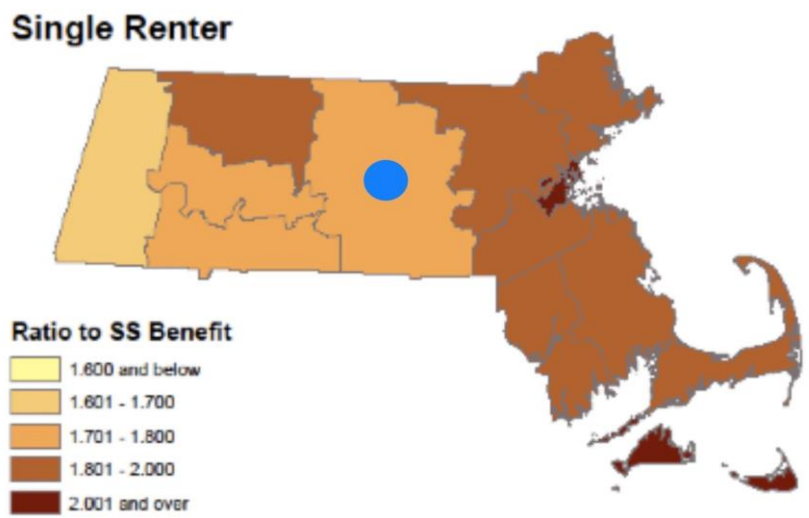 Single Renter
Ratio to SS Benefit
1.600 and below
1.601 - 1.700
1.701 - 1.800
1.801 - 2.000
2.001 and over